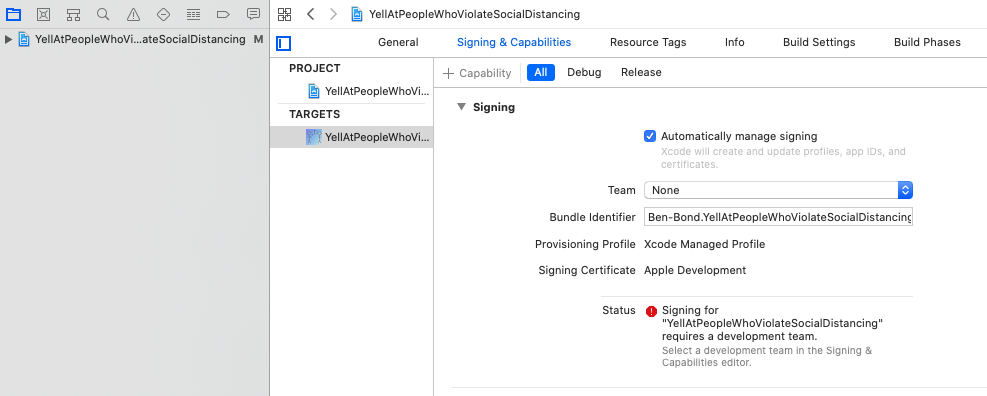 YellAtPeopleWhoViolateSocialDistancing
YellAtPeopleWhoVi...ateSocialDistancing M
General Signing & Capabilities Resource Tags Info Build Settings Build Phases
PROJECT
YellAtPeopleWhoVi...
TARGETS
YellAtPeopleWhoVi...
+ Capability All Debug Release
Signing
Automatically manage signing
Xcode will create and update profiles, app IDs, and
certificates.
Team None
Bundle Identifier Ben-Bond.YellAtPeopleWhoViolateSocialDistancing
Provisioning Profile Xcode Managed Profile
Signing Certificate Apple Development
Status Signing for
"YellAtPeopleWhoViolateSocialDistancing"
requires a development team.
Select a development team in the Signing &
Capabilities editor.